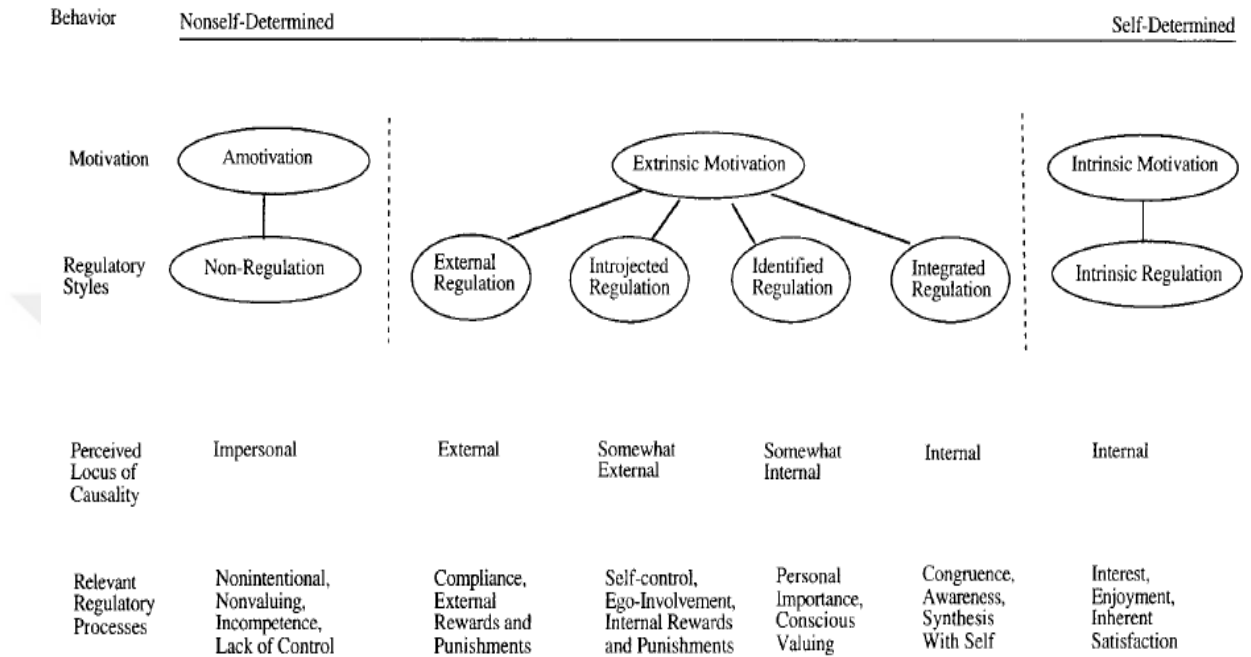 Behavior Nonself-Determined Self-Determined
Motivation Amotivation Extrinsic Motivation Intrinsic Motivation
Regulatory
Styles
Non-Regulation
External
Regulation
Introjected
Regulation
Identified
Regulation
Integrated
Regulation
Intrinsic Regulation
Perceived
Locus of
Causality
Impersonal
External
Somewhat
External
Somewhat
Internal
Internal
Internal
Relevant
Regulatory
Processes
Nonintentional,
Nonvaluing,
Incompetence,
Lack of Control
Compliance,
External
Rewards and
Punishments
Self-control,
Ego-Involvement,
Internal Rewards
and Punishments
Personal
Importance,
Conscious
Valuing
Congruence,
Awareness,
Synthesis
With Self
Interest,
Enjoyment,
Inherent
Satisfaction